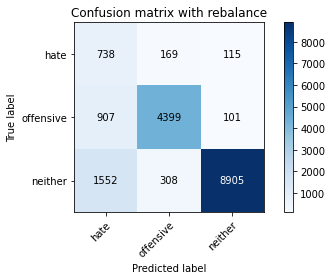 Confusion matrix with rebalance
True label
hate 738 169 115
offensive 907 4399 101
neither 1552 308 8905
hate offensive neither
Predicted label
8000
7000
6000
5000
4000
3000
2000
1000